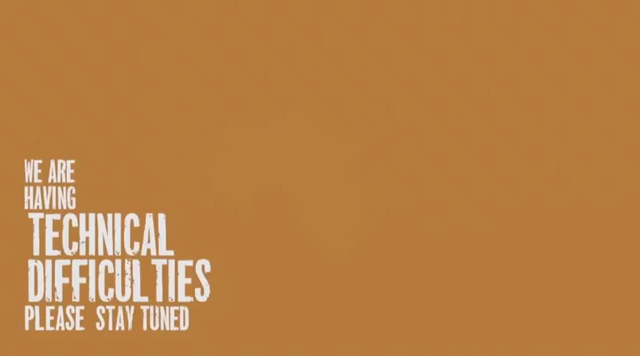 WE ARE
HAVING
TECHNICAL
DIFFICULTIES
PLEASE STAY TUNED